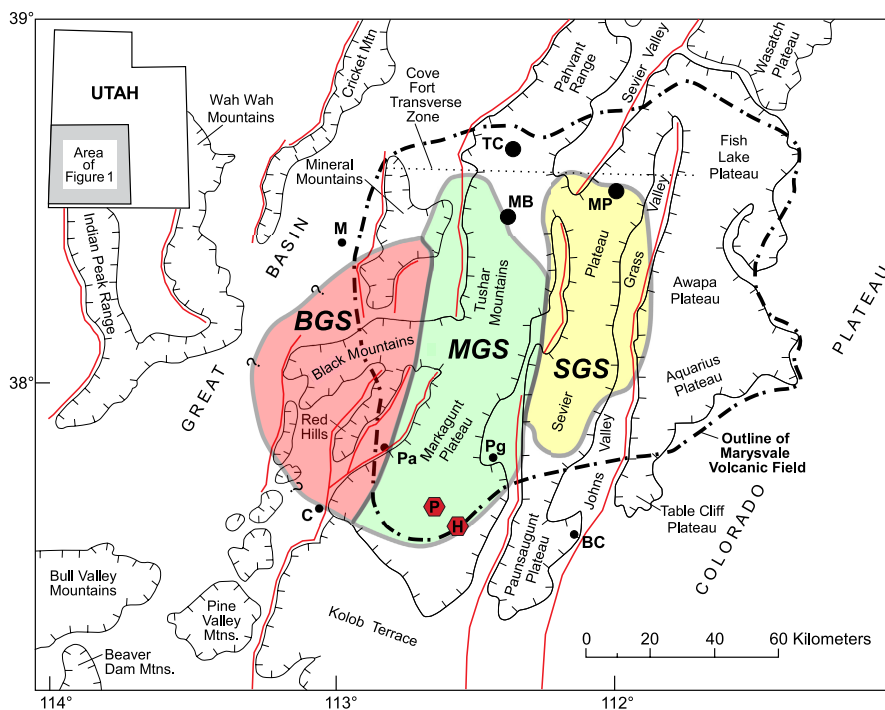 39°
38°
114°
113°
112°
UTAH
Area
of
Figure 1
Wah Wah
Mountains
Cricket Mtn
Cove
Fort
Transverse
Zone
Pahvant
Range
Sevier Valley
Wasatch
Plateau
Mineral
Mountains
TC
MB
MP
M
Fish
Lake
Plateau
Valley
Grass
Indian Peak Range
BASIN
GREAT
?
?
?
BGS
MGS
SGS
Tushar
Mountains
Plateau
Sevier
Awapa
Plateau
PLATEAU
COLORADO
Black Mountains
Red
Hills
Markagunt
Plateau
Aquarius
Plateau
Pa
Pg
P
H
C
BC
Johns
Valley
Outline of
Marysvale
Volcanic Field
Table Cliff
Plateau
Paunsaugunt
Plateau
Bull Valley
Mountains
Pine
Valley
Mtns.
Beaver
Dam Mtns.
Kolob Terrace
0 20 40 60 Kilometers